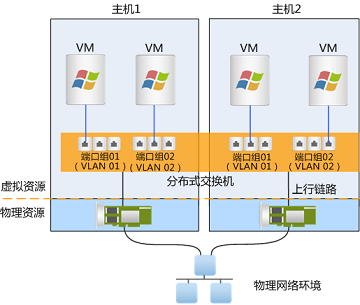 主机1
主机2
VM
VM
VM
VM
端口组01
（VLAN 01）
端口组02
（VLAN 02）
端口组01
（VLAN 01）
端口组02
（VLAN 02）
分布式交换机
虚拟资源
上行链路
物理资源
物理网络环境